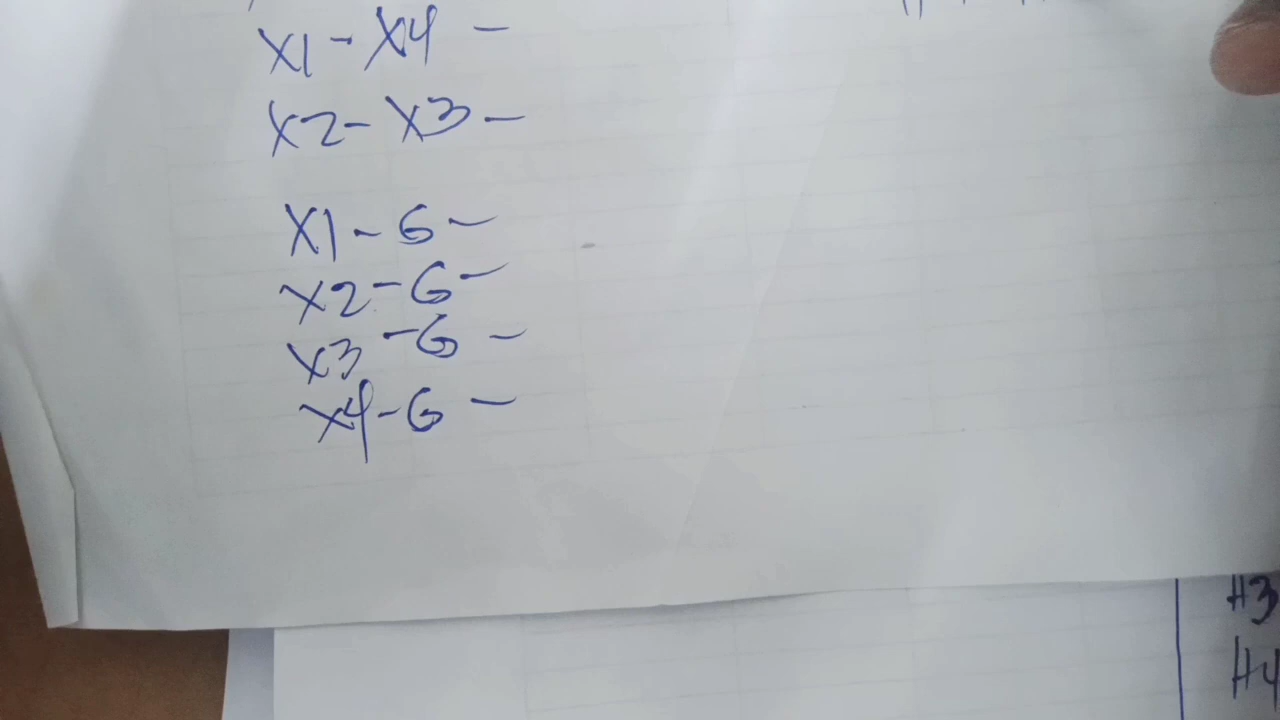 X1 - X4 -
X2 - X3 -
X1 - G -
X2 - G -
X3 - G -
X4 - G -
H3
H4